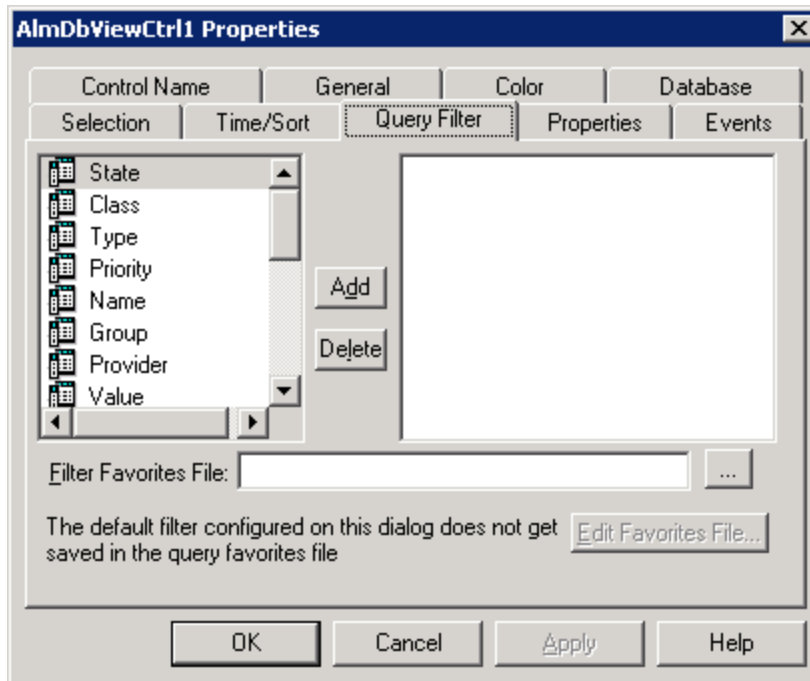 AlmDbViewCtrl1 Properties
Control Name General Color Database
Selection Time/Sort Query Filter Properties Events
State
Class
Type
Priority
Name
Group
Provider
Value
Add
Delete
Filter Favorites File: ...
The default filter configured on this dialog does not get
saved in the query favorites file
Edit Favorites File...
OK Cancel Apply Help